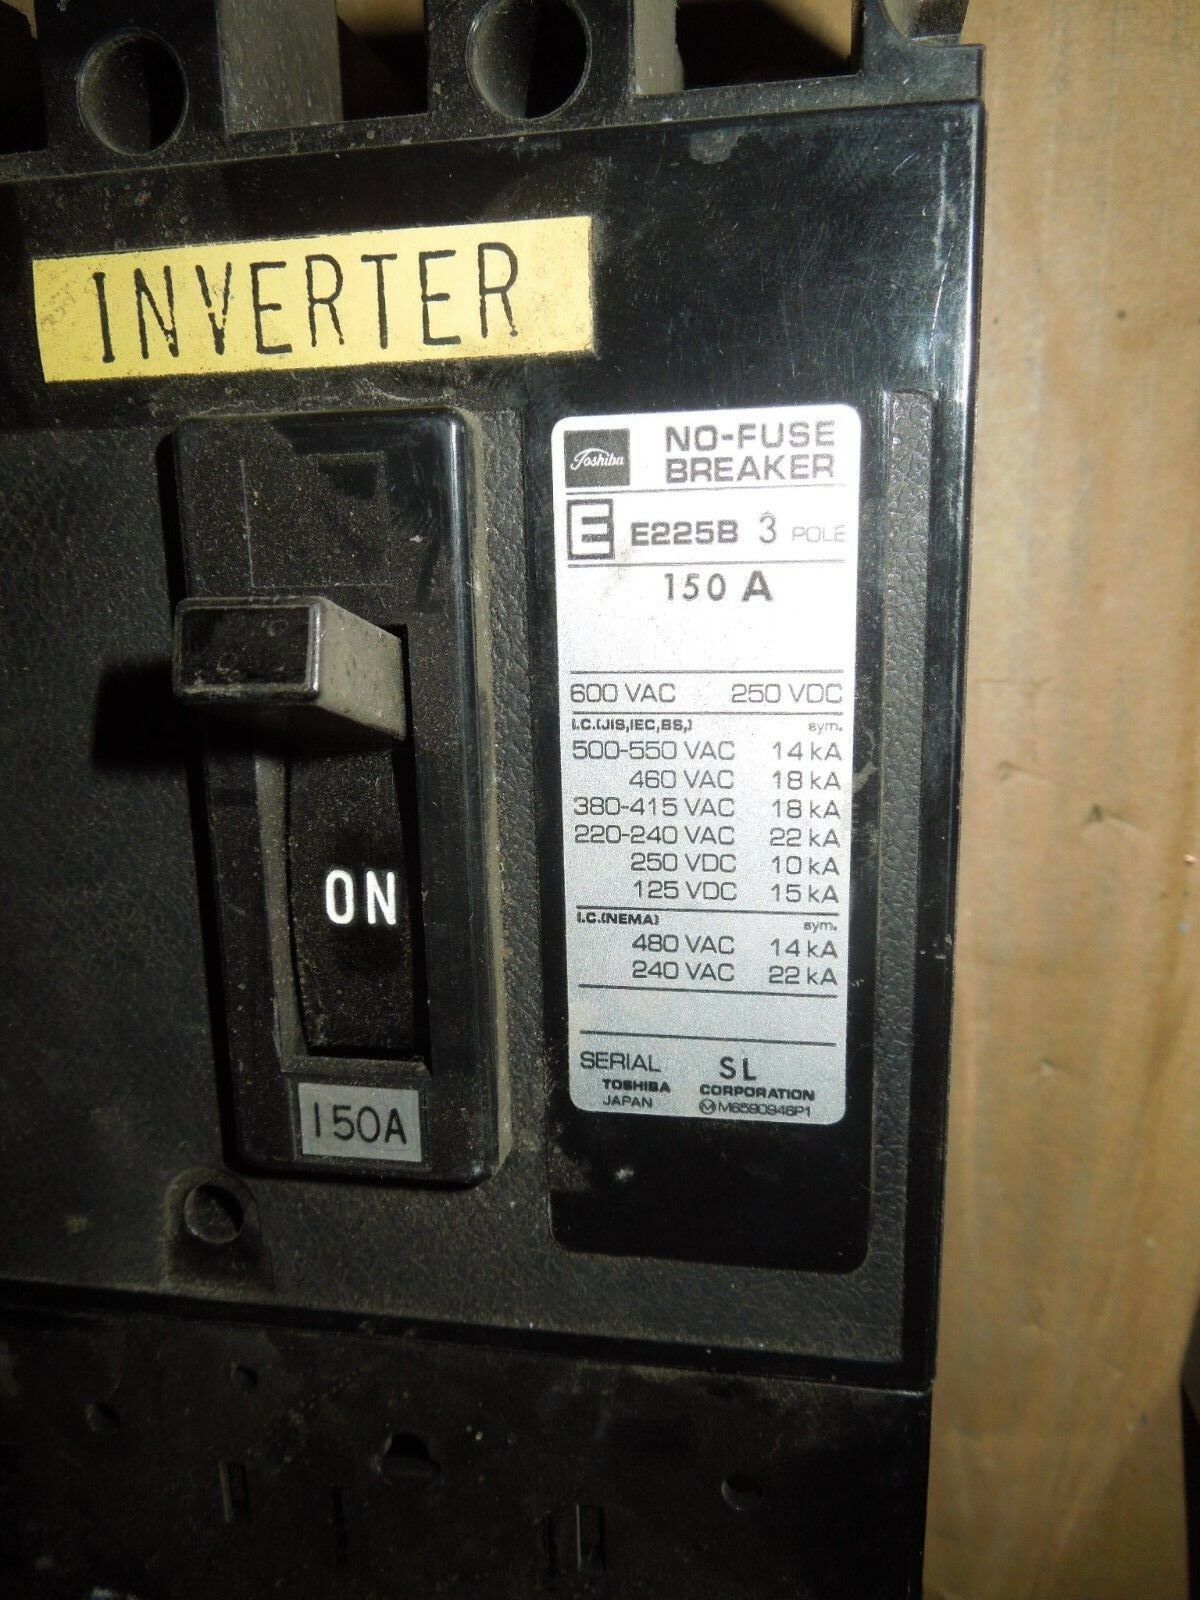 INVERTER
Toshiba
NO-FUSE
BREAKER
E E225B 3 POLE
150 A
600 VAC 250 VDC
I.C.(JIS,IEC,BS,) sym.
500-550 VAC 14 kA
460 VAC 18 kA
380-415 VAC 18 kA
220-240 VAC 22 kA
250 VDC 10 kA
125 VDC 15 kA
I.C.(NEMA) sym.
480 VAC 14 kA
240 VAC 22 kA
SERIAL SL
TOSHIBA CORPORATION
JAPAN M M6590946P1
ON
150A